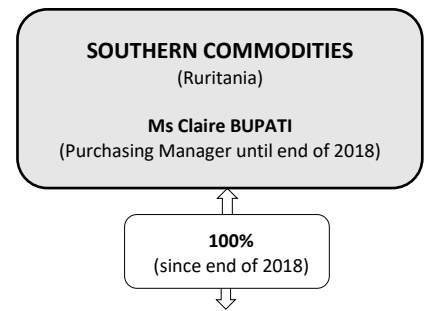 SOUTHERN COMMODITIES
(Ruritania)
Ms Claire BUPATI
(Purchasing Manager until end of 2018)
100%
(since end of 2018)